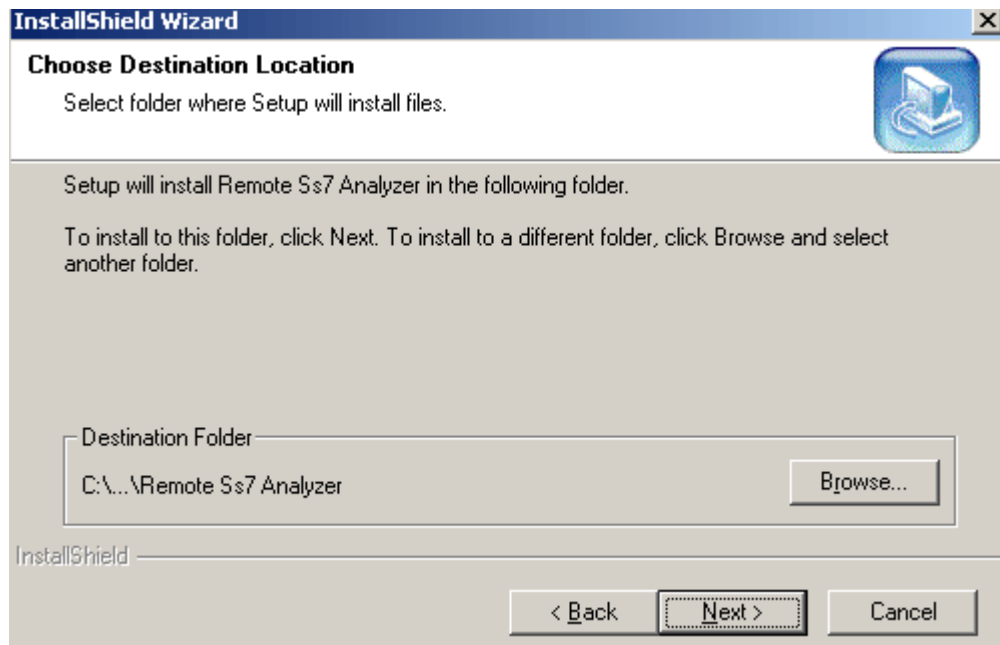 InstallShield Wizard
Choose Destination Location
Select folder where Setup will install files.
Setup will install Remote Ss7 Analyzer in the following folder.
To install to this folder, click Next. To install to a different folder, click Browse and select
another folder.
Destination Folder
C:\...\Remote Ss7 Analyzer
Browse...
InstallShield
< Back
Next >
Cancel